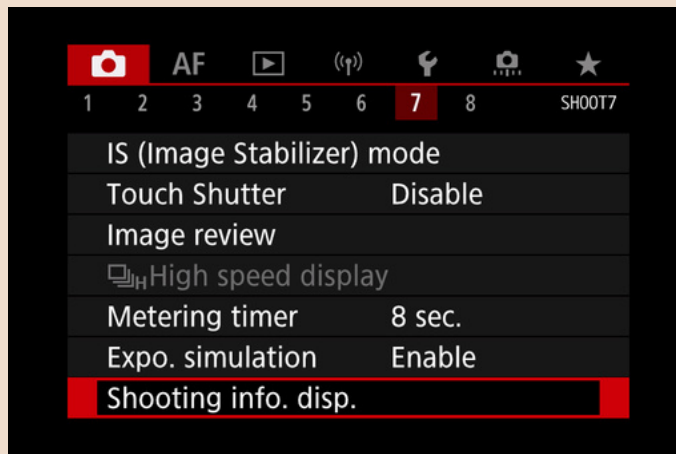 AF
1 2 3 4 5 6 7 8 SHOOT7
IS (Image Stabilizer) mode
Touch Shutter Disable
Image review
H High speed display
Metering timer 8 sec.
Expo. simulation Enable
Shooting info. disp.